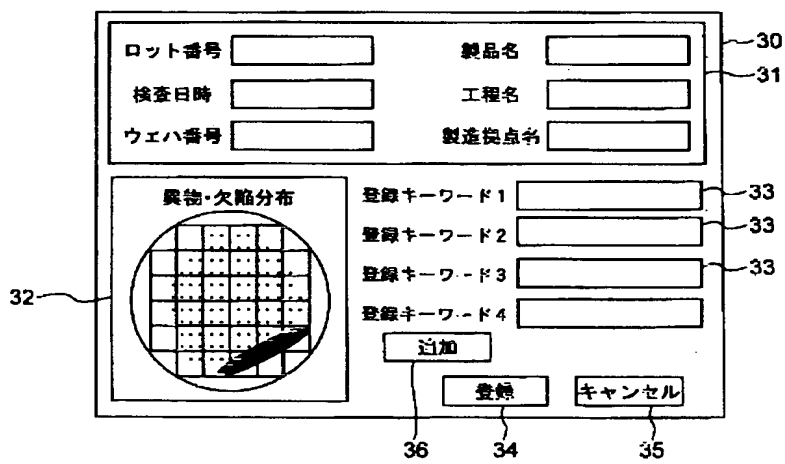 ロット番号 製品名 30
31
検査日時 工程名
ウェハ番号 製造拠点名
異物・欠陥分布 登録キーワード1 33
登録キーワード2 33
登録キーワード3 33
32
登録キーワード4
追加
登録 キャンセル
36 34 35